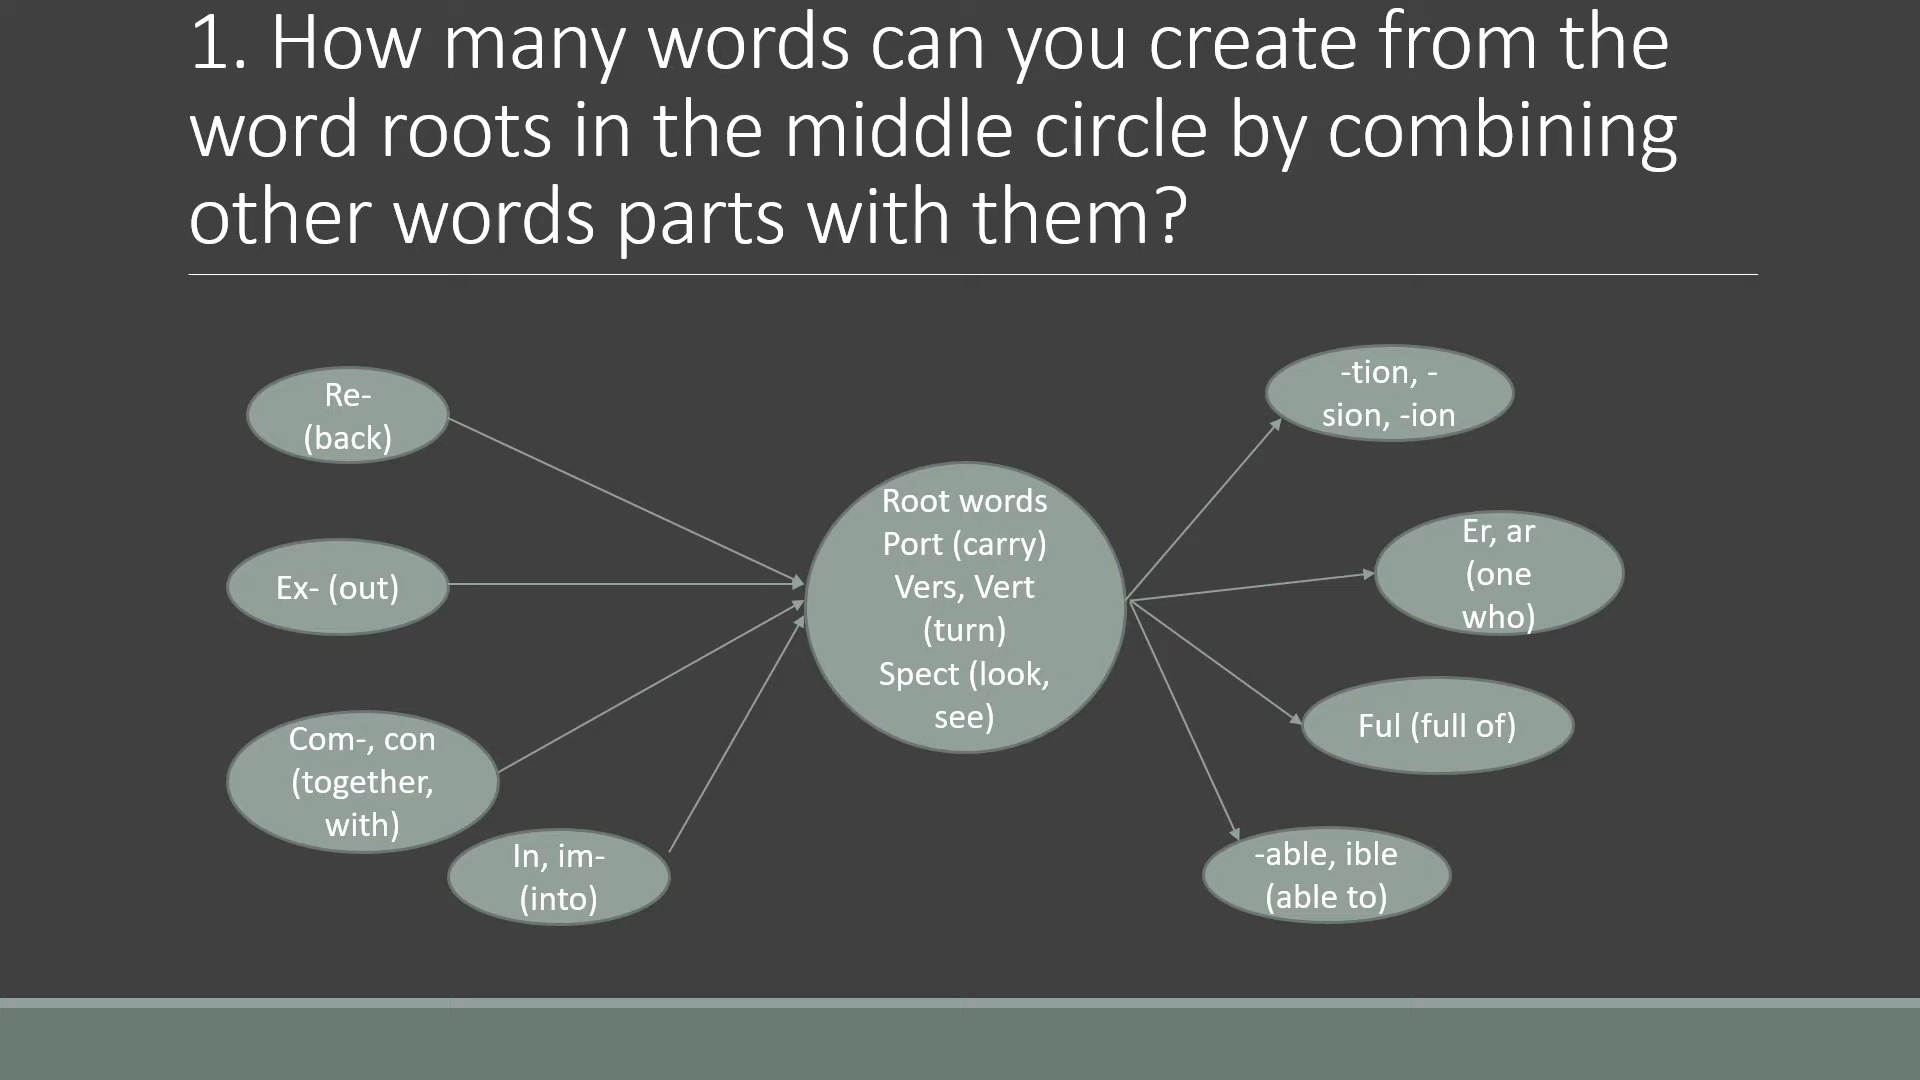 1. How many words can you create from the
word roots in the middle circle by combining
other words parts with them?
Re-
(back)
Ex- (out)
Com-, con
(together,
with)
In, im-
(into)
Root words
Port (carry)
Vers, Vert
(turn)
Spect (look,
see)
-tion, -
sion, -ion
Er, ar
(one
who)
Ful (full of)
-able, ible
(able to)